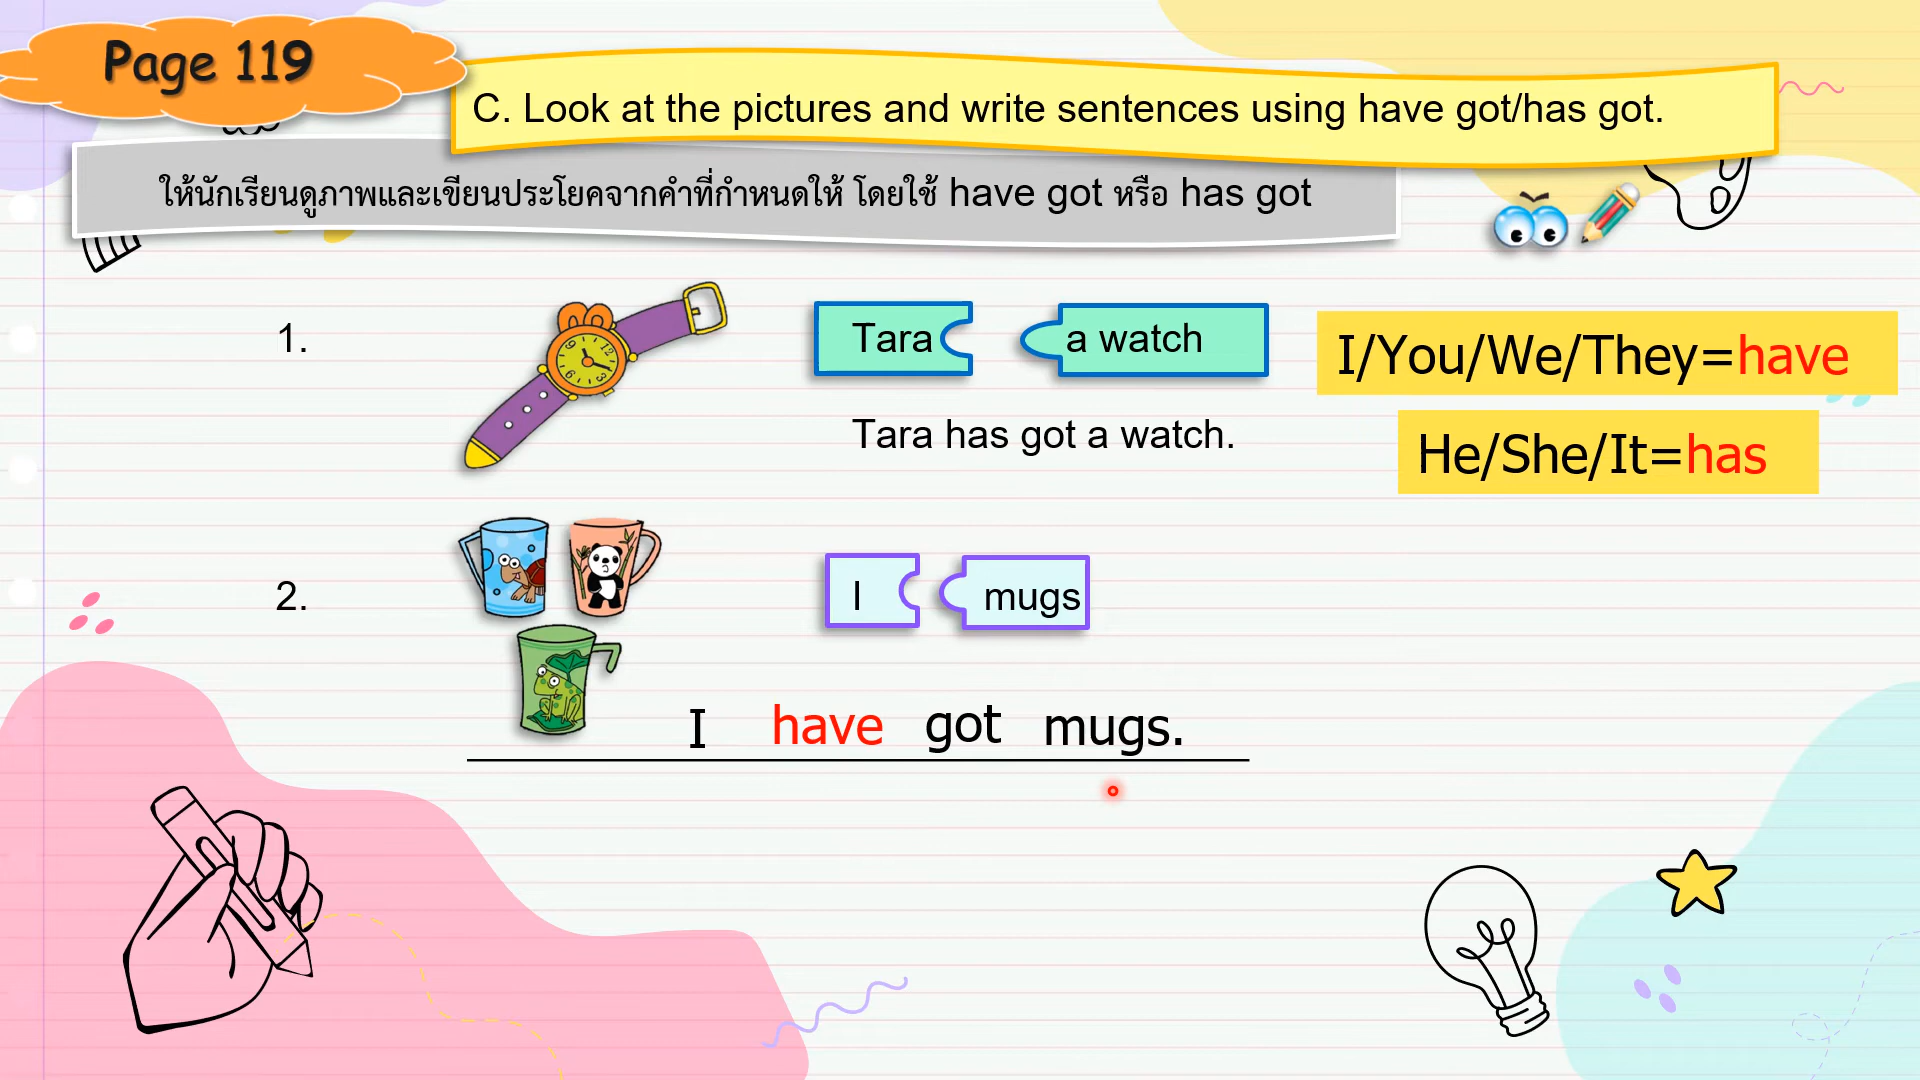 Page 119
C. Look at the pictures and write sentences using have got/has got.
ให้นักเรียนดูภาพและเขียนประโยคจากคำที่กำหนดให้ โดยใช้ have got หรือ has got
1.
Tara a watch
I/You/We/They=have
Tara has got a watch.
He/She/It=has
2.
I mugs
I have got mugs.